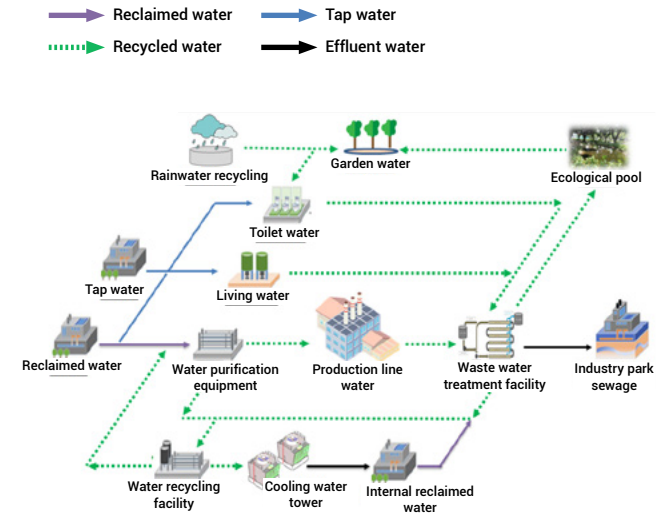 Reclaimed water
Tap water
Recycled water
Effluent water
Rainwater recycling
Garden water
Ecological pool
Toilet water
Tap water
Living water
Reclaimed water
Water purification
equipment
Production line
water
Waste water
treatment facility
Industry park
sewage
Water recycling
facility
Cooling water
tower
Internal reclaimed
water